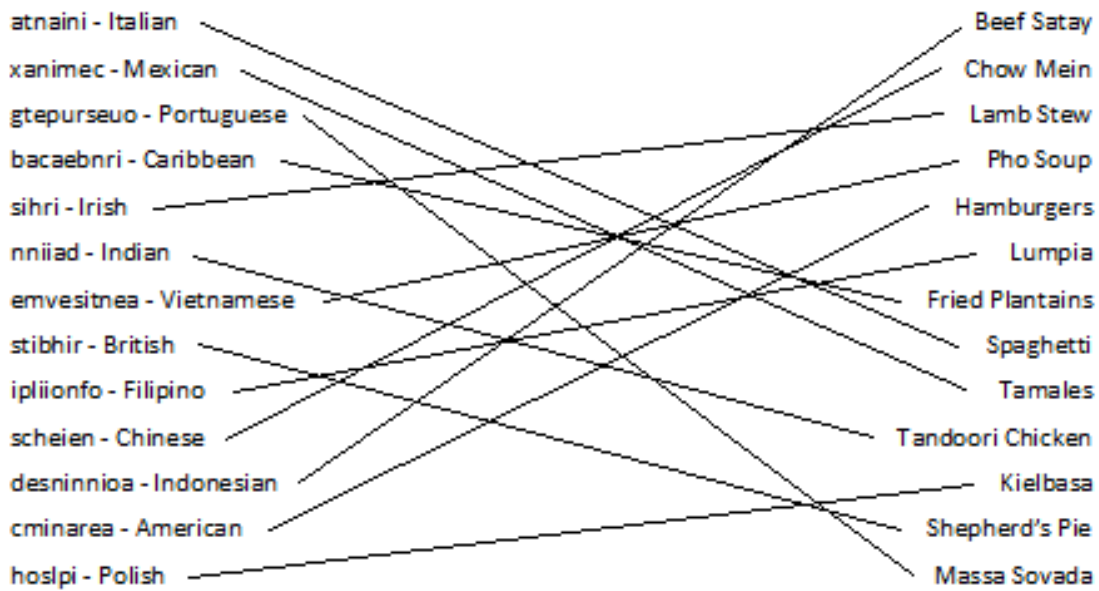 atnaini - Italian
Beef Satay
xanimec - Mexican
Chow Mein
gtepurseuo - Portuguese
Lamb Stew
bacaebnri - Caribbean
Pho Soup
sihri - Irish
Hamburgers
nniiad - Indian
Lumpia
emvesitnea - Vietnamese
Fried Plantains
stibhir - British
Spaghetti
ipliionfo - Filipino
Tamales
scheien - Chinese
Tandoori Chicken
desninnioa - Indonesian
Kielbasa
cminarea - American
Shepherd's Pie
hoslpi - Polish
Massa Sovada